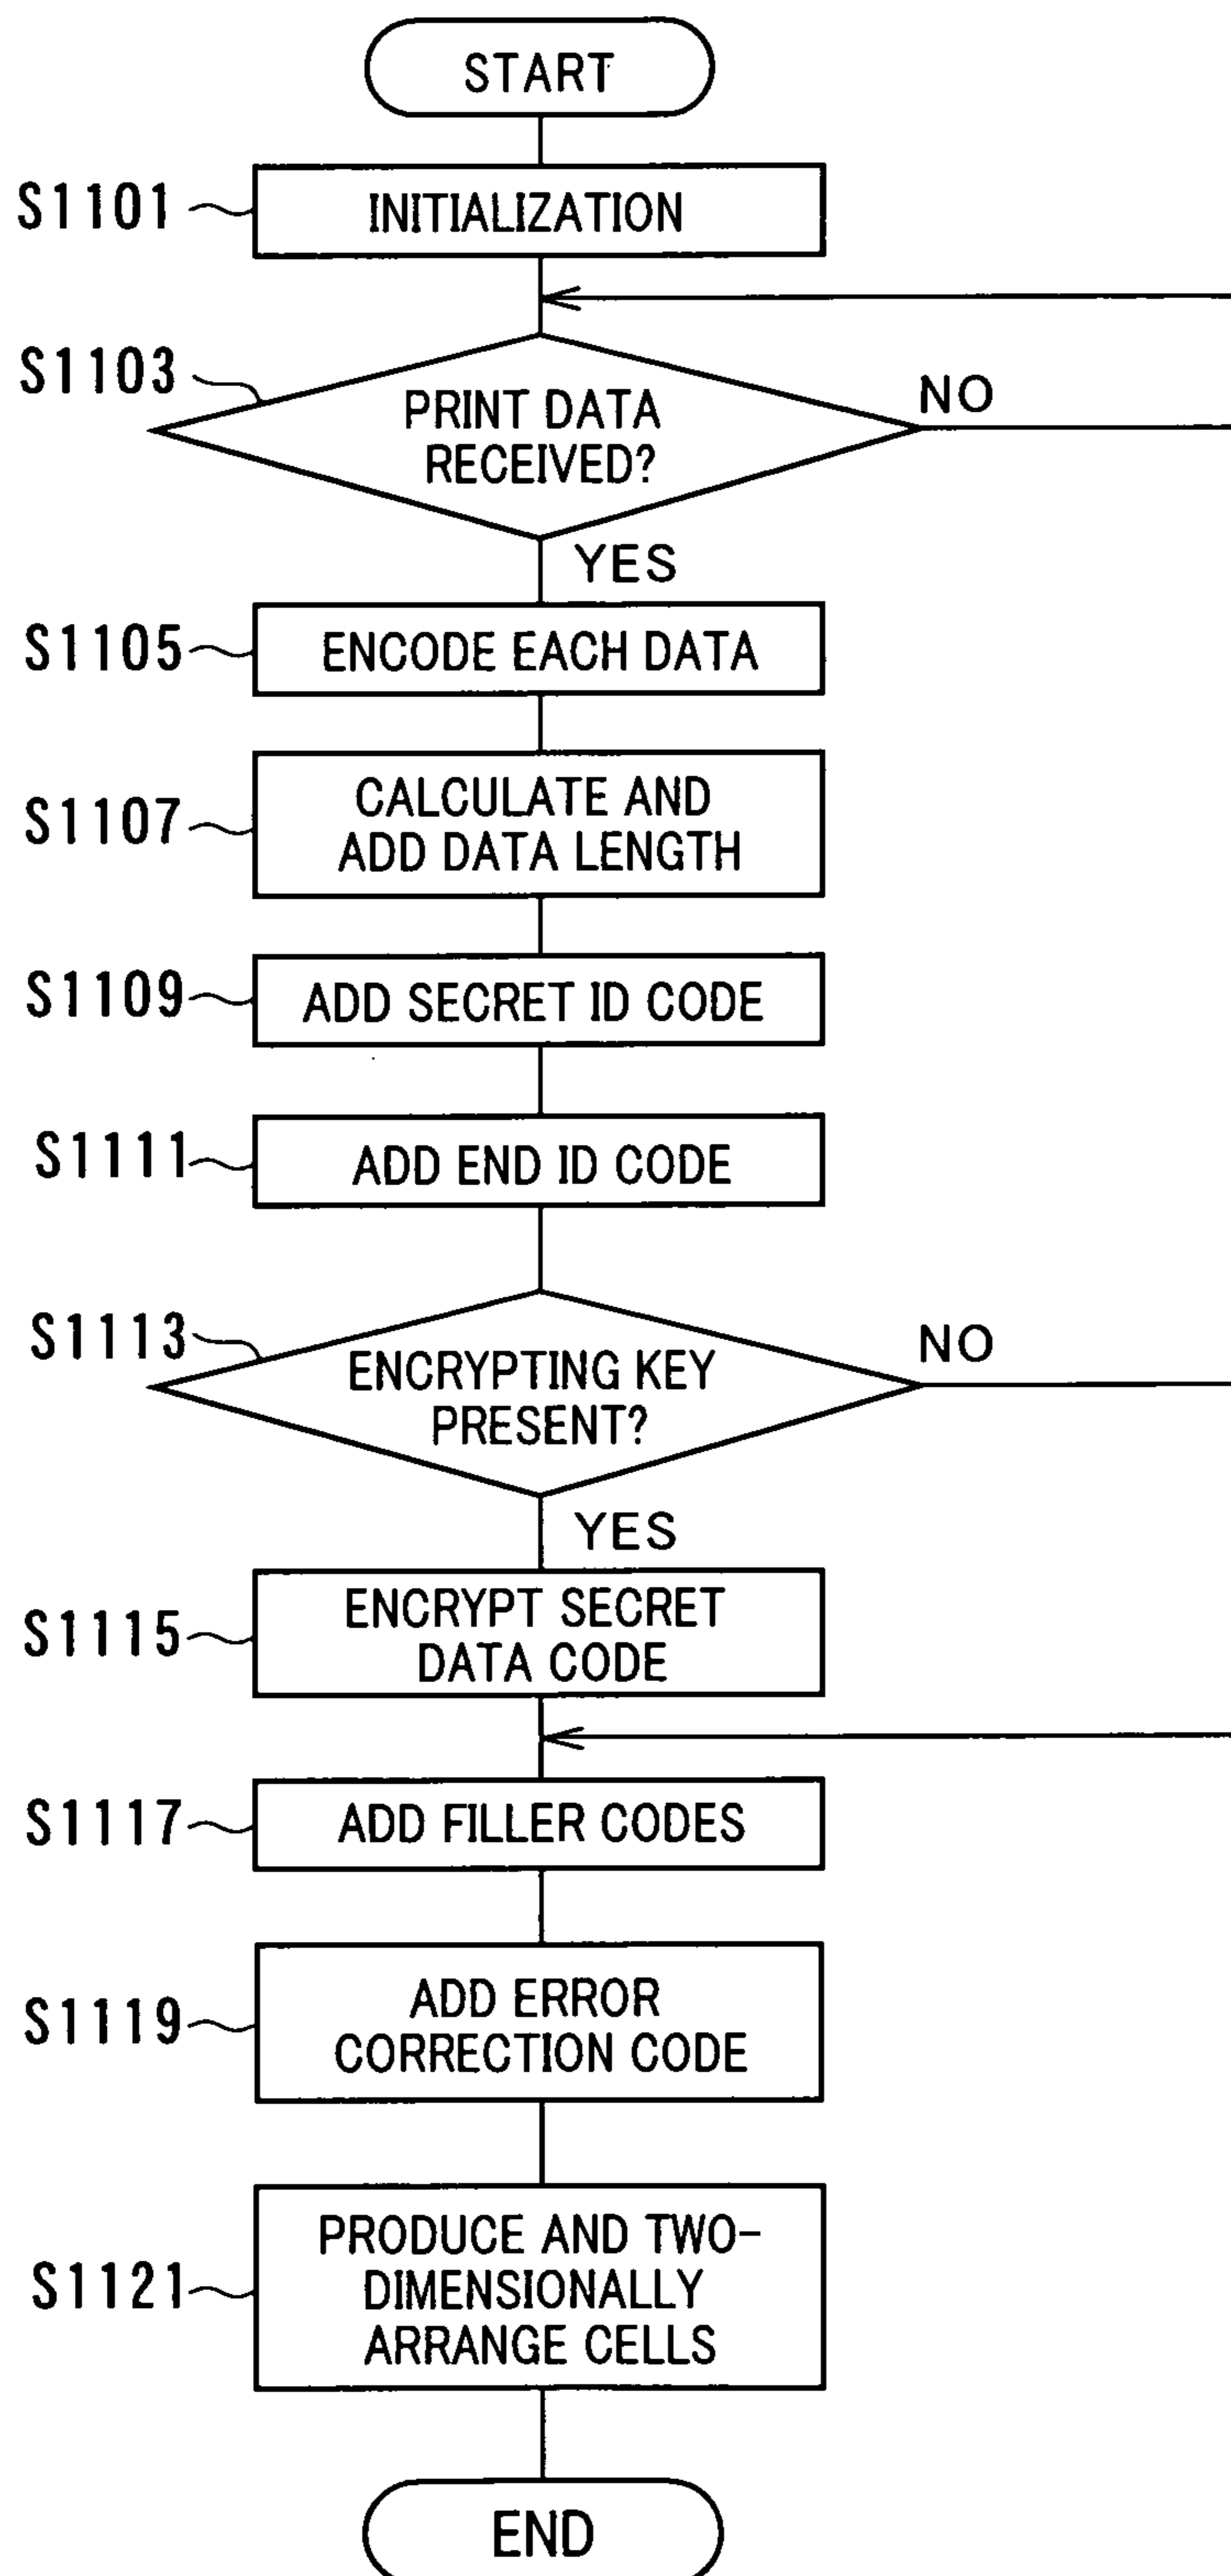 START
S1101
INITIALIZATION
S1103
PRINT DATA
RECEIVED?
NO
YES
S1105
ENCODE EACH DATA
S1107
CALCULATE AND
ADD DATA LENGTH
S1109
ADD SECRET ID CODE
S1111
ADD END ID CODE
S1113
ENCRYPTING KEY
PRESENT?
NO
YES
S1115
ENCRYPT SECRET
DATA CODE
S1117
ADD FILLER CODES
S1119
ADD ERROR
CORRECTION CODE
S1121
PRODUCE AND TWO-
DIMENSIONALLY
ARRANGE CELLS
END